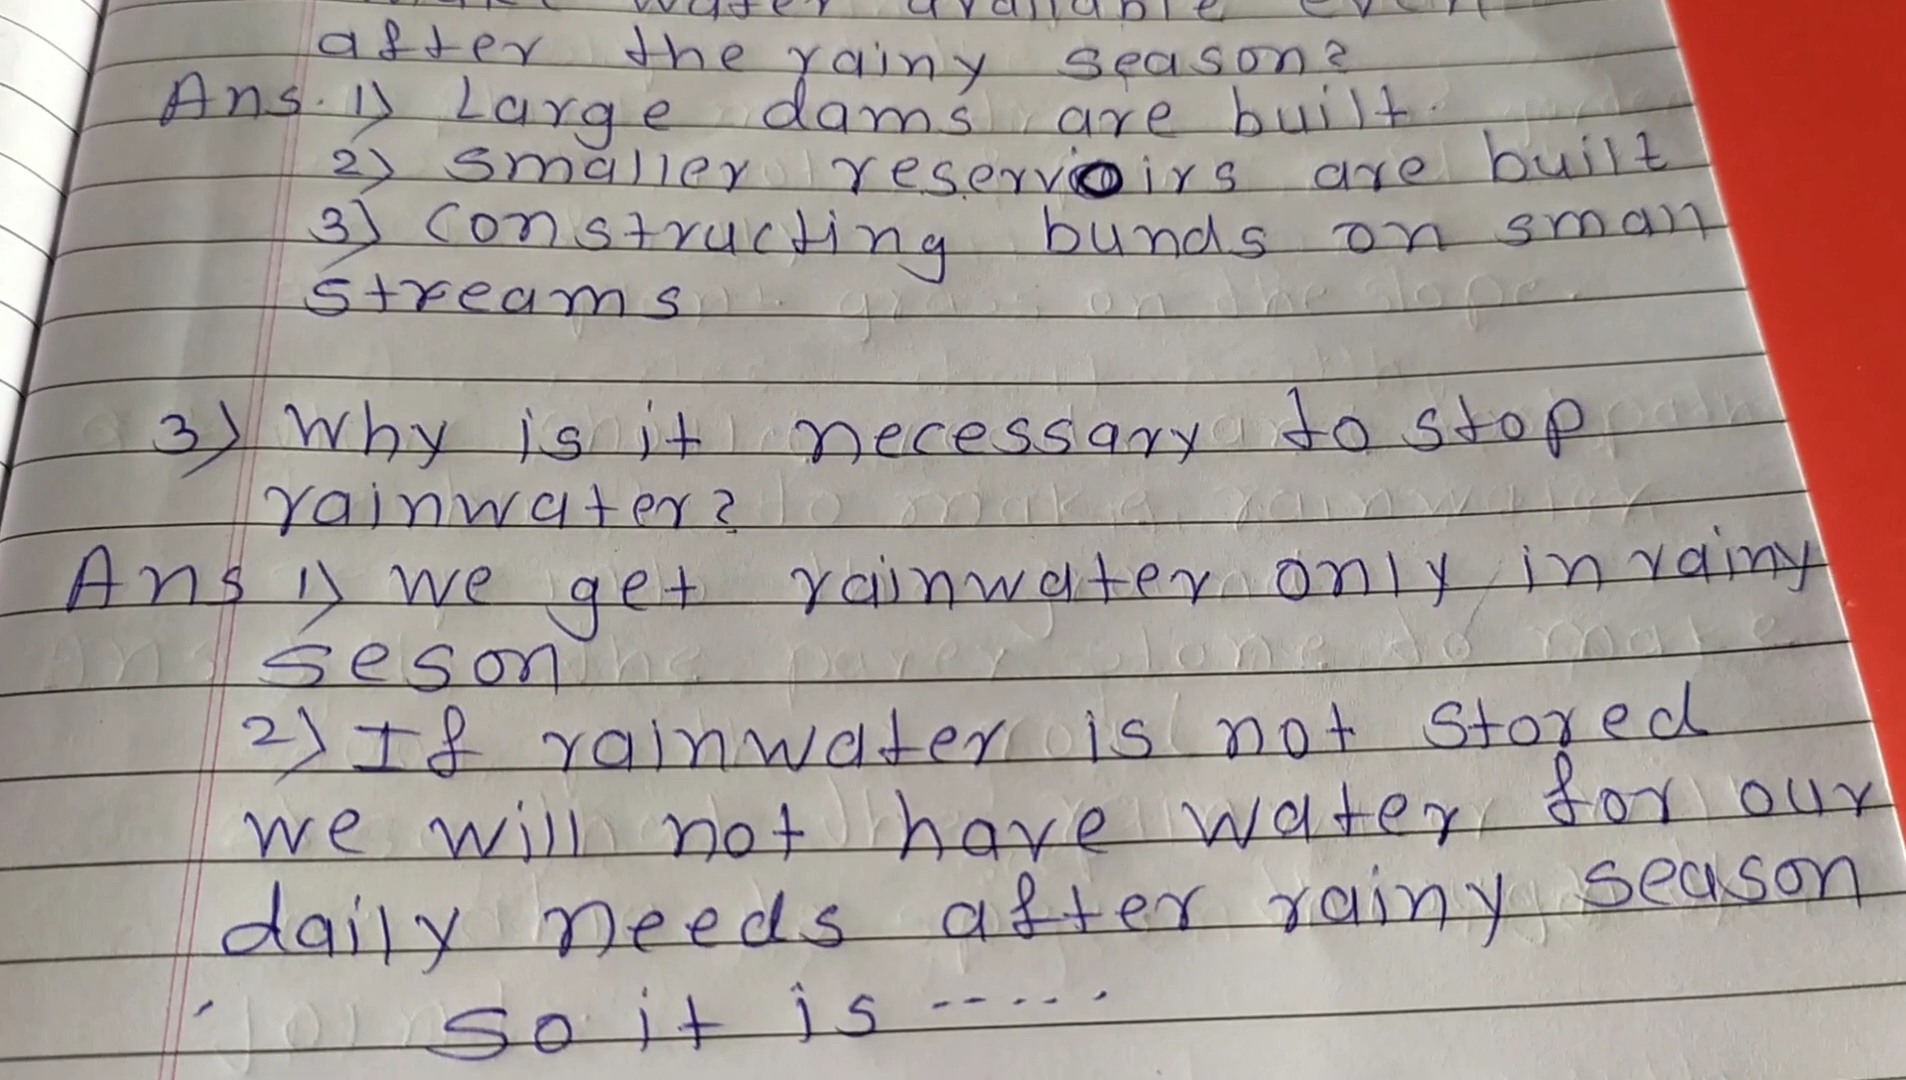 water available even
after the rainy season?
Ans. 1) Large dams are built.
2) Smaller reservoirs are built
3) Constructing bunds on small
streams
3) Why is it necessary to stop
rainwater?
Ans 1) We get rainwater only in rainy
seson
2) If rainwater is not stored
we will not have water for our
daily needs after rainy season
so it is -----